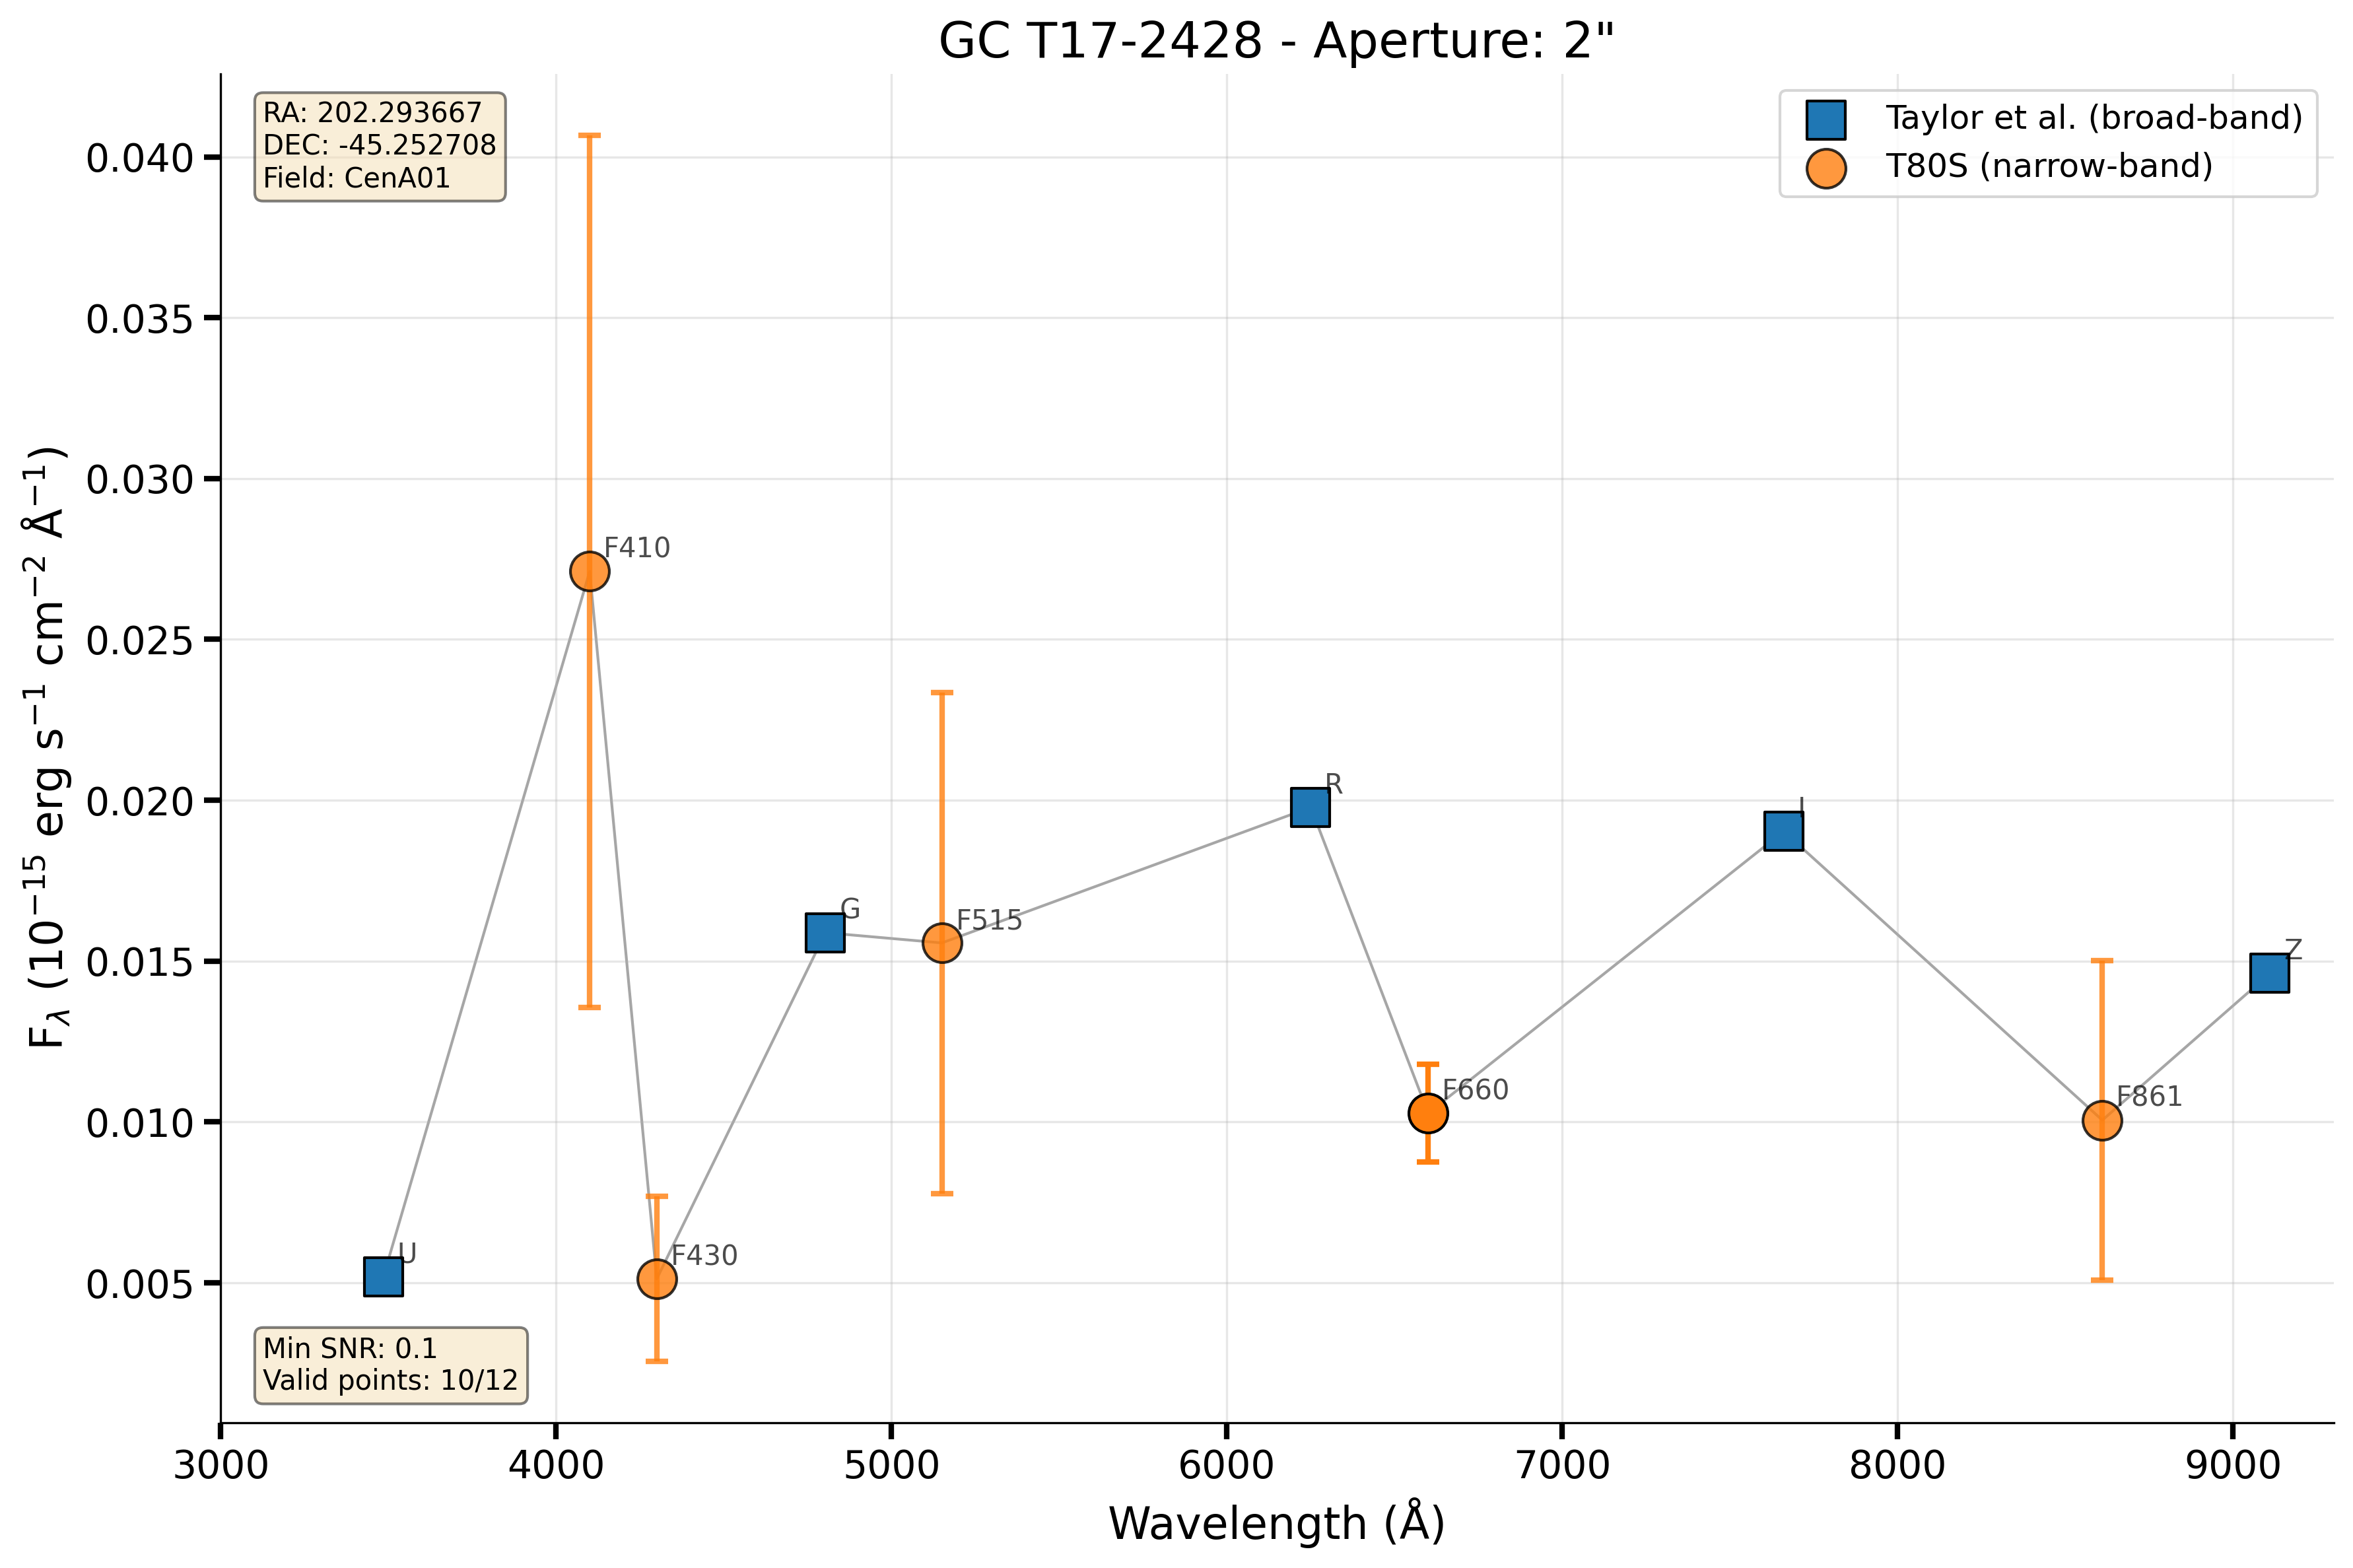 GC T17-2428 - Aperture: 2"
RA: 202.293667
DEC: -45.252708
Field: CenA01
Taylor et al. (broad-band)
T80S (narrow-band)
0.040
0.035
0.030
0.025
0.020
0.015
0.010
0.005
F_λ (10⁻¹⁵ erg s⁻¹ cm⁻² Å⁻¹)
U
F410
F430
G
F515
R
F660
I
F861
Z
Min SNR: 0.1
Valid points: 10/12
3000 4000 5000 6000 7000 8000 9000
Wavelength (Å)